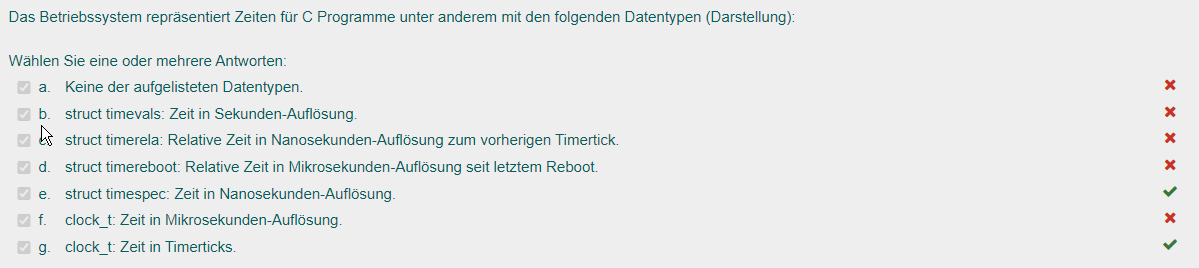 Das Betriebssystem repräsentiert Zeiten für C Programme unter anderem mit den folgenden Datentypen (Darstellung):
Wählen Sie eine oder mehrere Antworten:
a. Keine der aufgelisteten Datentypen.
b. struct timevals: Zeit in Sekunden-Auflösung.
struct timerela: Relative Zeit in Nanosekunden-Auflösung zum vorherigen Timertick.
d. struct timereboot: Relative Zeit in Mikrosekunden-Auflösung seit letztem Reboot.
e. struct timespec: Zeit in Nanosekunden-Auflösung.
f. clock_t: Zeit in Mikrosekunden-Auflösung.
g. clock_t: Zeit in Timerticks.